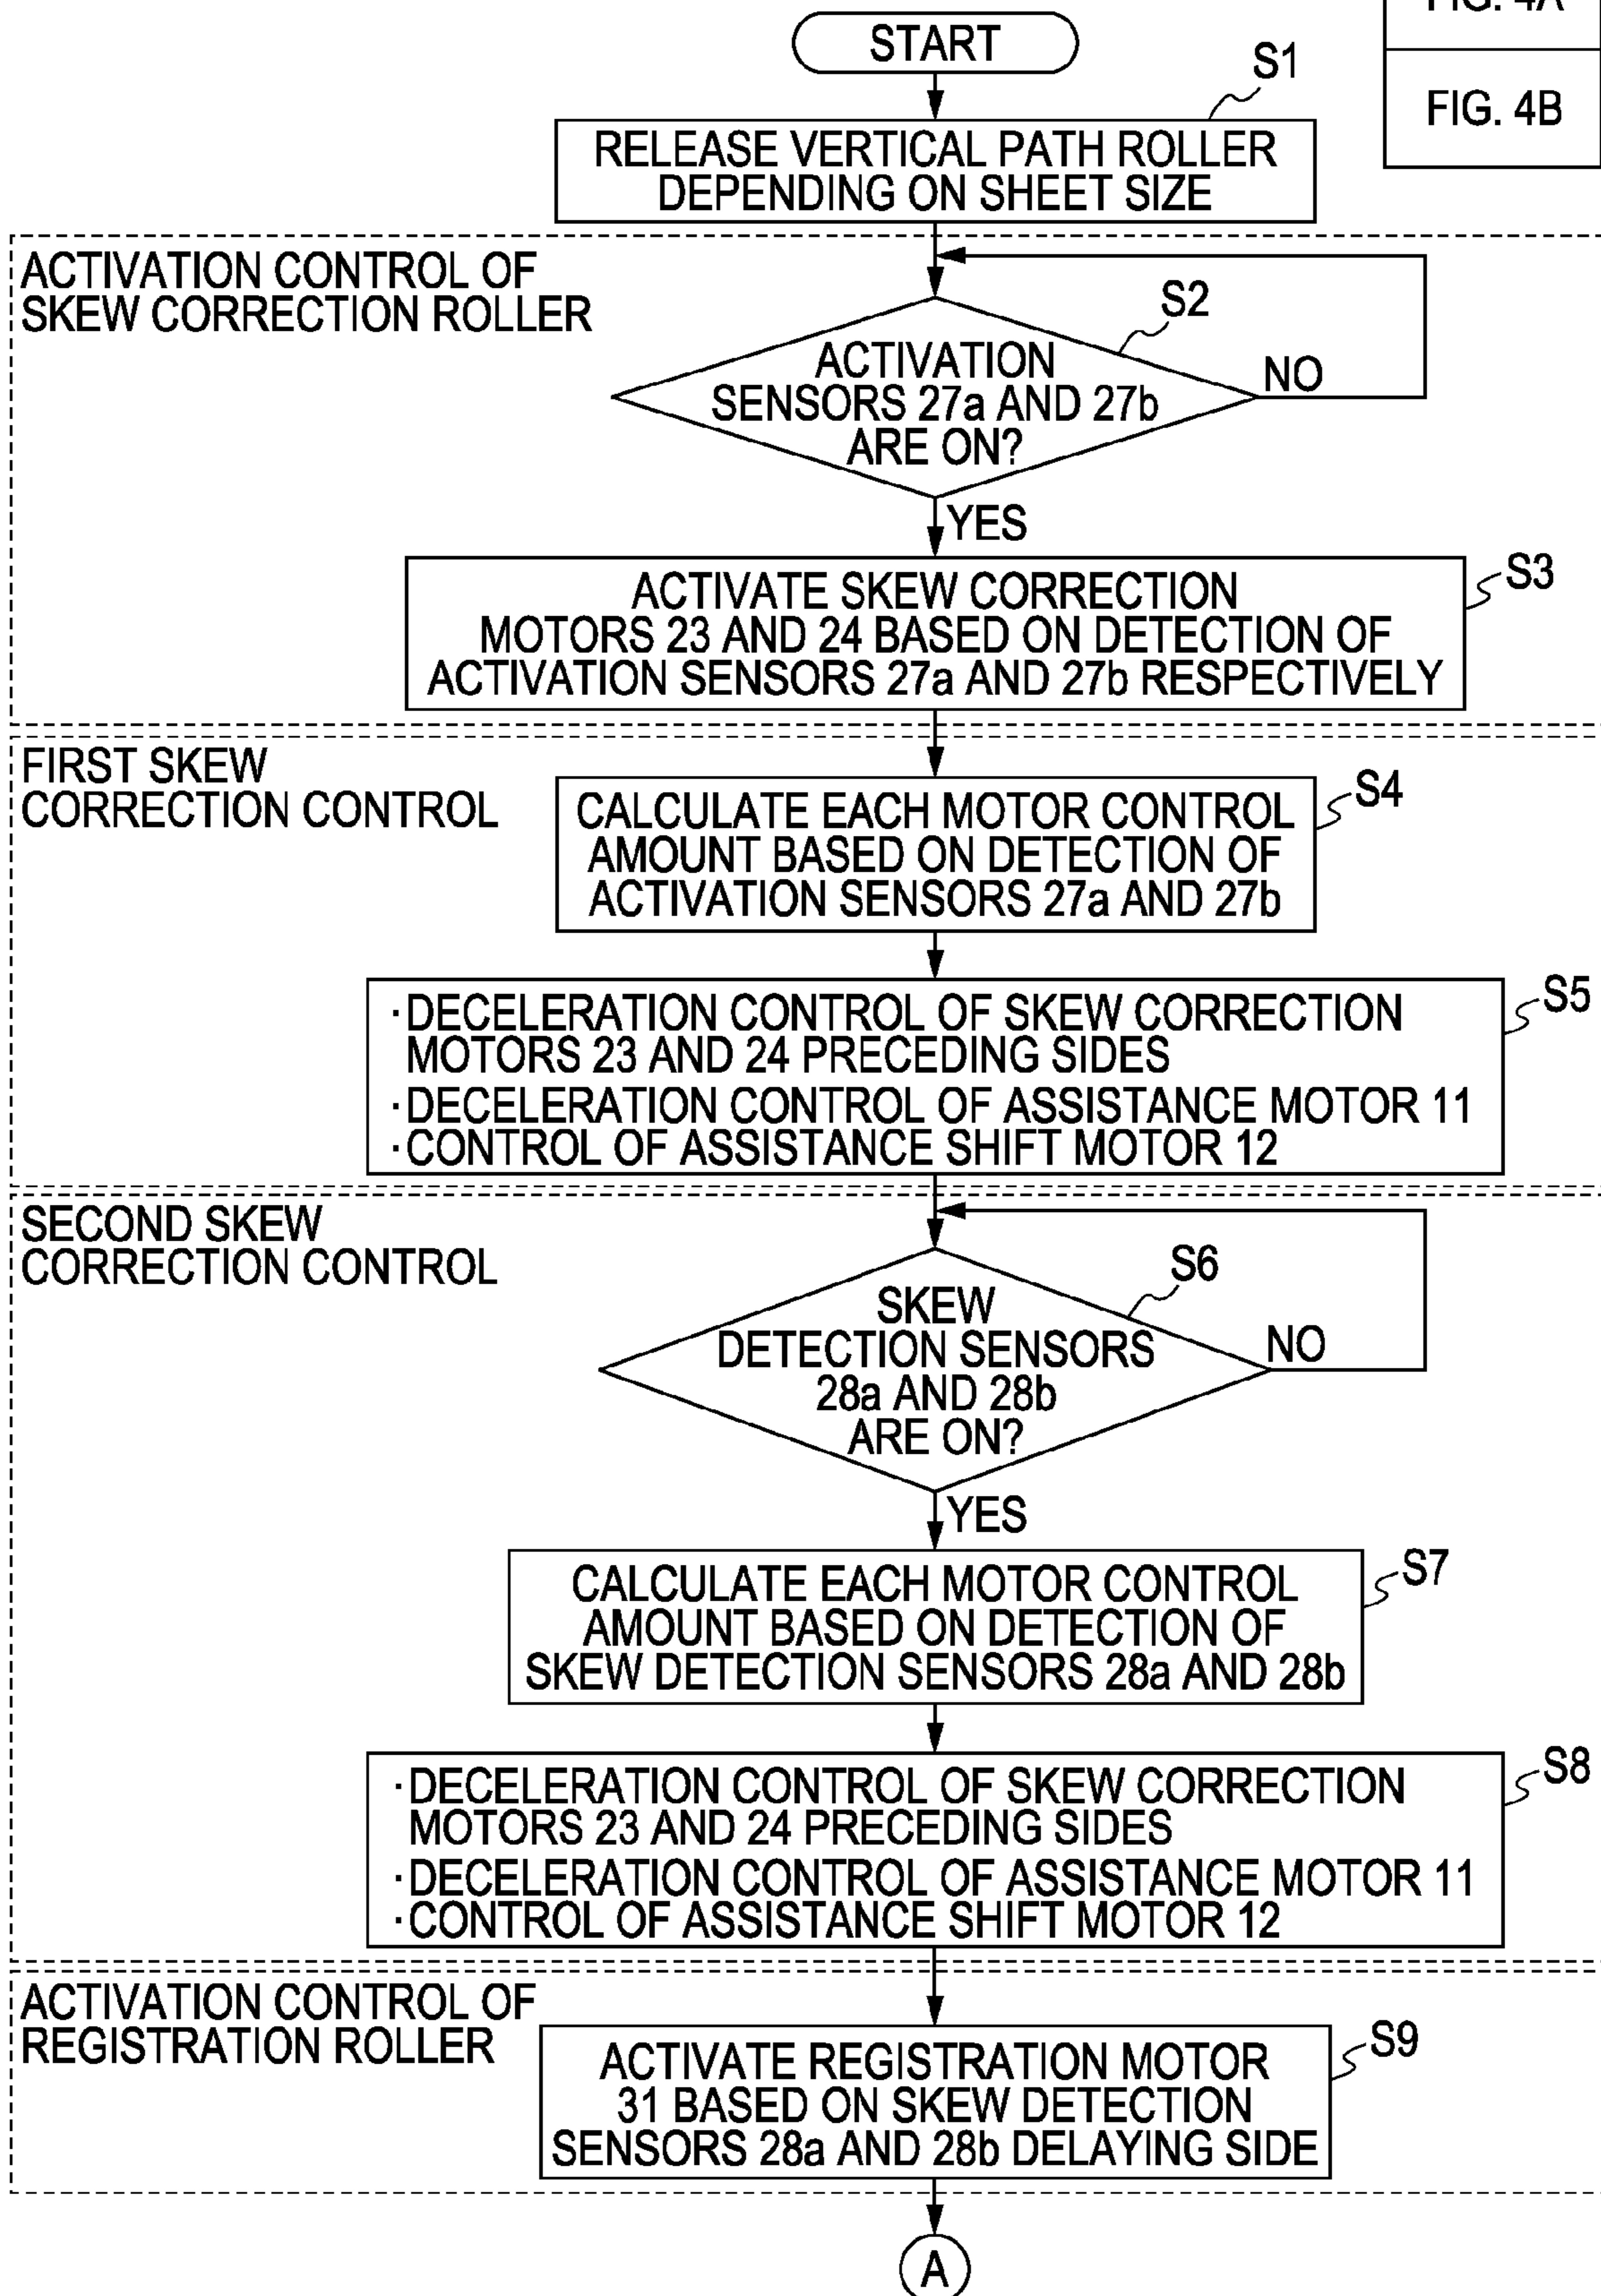 FIG. 4A
FIG. 4B
START
S1
RELEASE VERTICAL PATH ROLLER
DEPENDING ON SHEET SIZE
ACTIVATION CONTROL OF
SKEW CORRECTION ROLLER
S2
ACTIVATION
SENSORS 27a AND 27b
ARE ON?
NO
YES
S3
ACTIVATE SKEW CORRECTION
MOTORS 23 AND 24 BASED ON DETECTION OF
ACTIVATION SENSORS 27a AND 27b RESPECTIVELY
FIRST SKEW
CORRECTION CONTROL
S4
CALCULATE EACH MOTOR CONTROL
AMOUNT BASED ON DETECTION OF
ACTIVATION SENSORS 27a AND 27b
S5
·DECELERATION CONTROL OF SKEW CORRECTION
MOTORS 23 AND 24 PRECEDING SIDES
·DECELERATION CONTROL OF ASSISTANCE MOTOR 11
·CONTROL OF ASSISTANCE SHIFT MOTOR 12
SECOND SKEW
CORRECTION CONTROL
S6
SKEW
DETECTION SENSORS
28a AND 28b
ARE ON?
NO
YES
S7
CALCULATE EACH MOTOR CONTROL
AMOUNT BASED ON DETECTION OF
SKEW DETECTION SENSORS 28a AND 28b
S8
·DECELERATION CONTROL OF SKEW CORRECTION
MOTORS 23 AND 24 PRECEDING SIDES
·DECELERATION CONTROL OF ASSISTANCE MOTOR 11
·CONTROL OF ASSISTANCE SHIFT MOTOR 12
ACTIVATION CONTROL OF
REGISTRATION ROLLER
S9
ACTIVATE REGISTRATION MOTOR
31 BASED ON SKEW DETECTION
SENSORS 28a AND 28b DELAYING SIDE
A